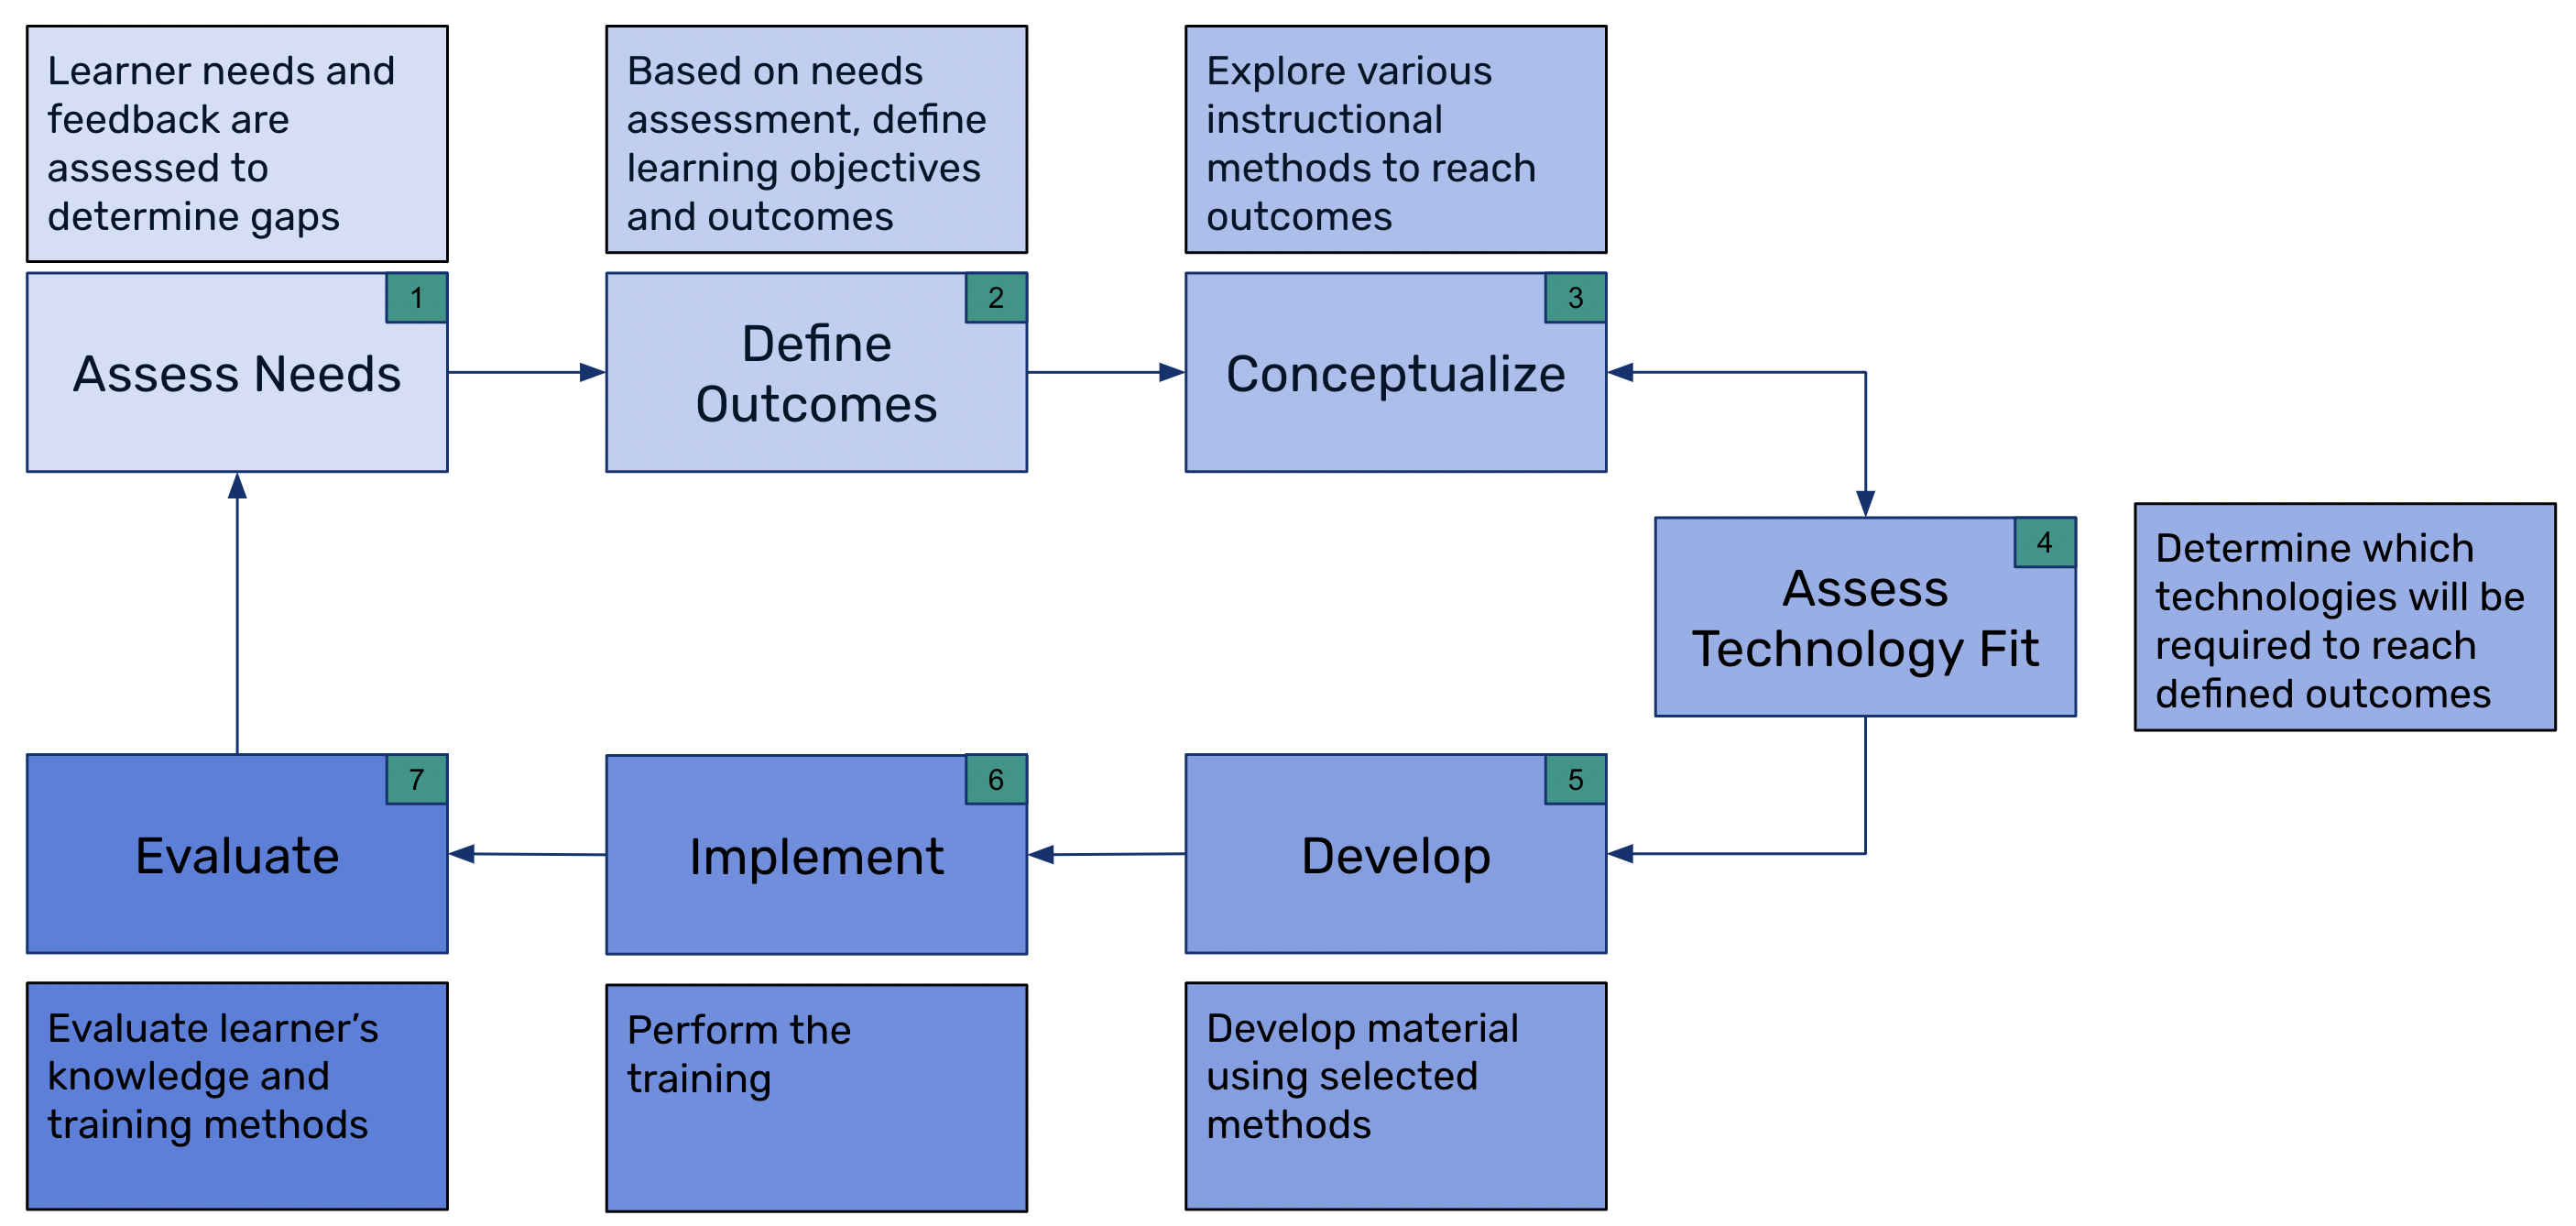 Learner needs and
feedback are
assessed to
determine gaps
1
Assess Needs
Based on needs
assessment, define
learning objectives
and outcomes
2
Define
Outcomes
Explore various
instructional
methods to reach
outcomes
3
Conceptualize
4
Assess
Technology Fit
Determine which
technologies will be
required to reach
defined outcomes
5
Develop
Develop material
using selected
methods
6
Implement
Perform the
training
7
Evaluate
Evaluate learner’s
knowledge and
training methods